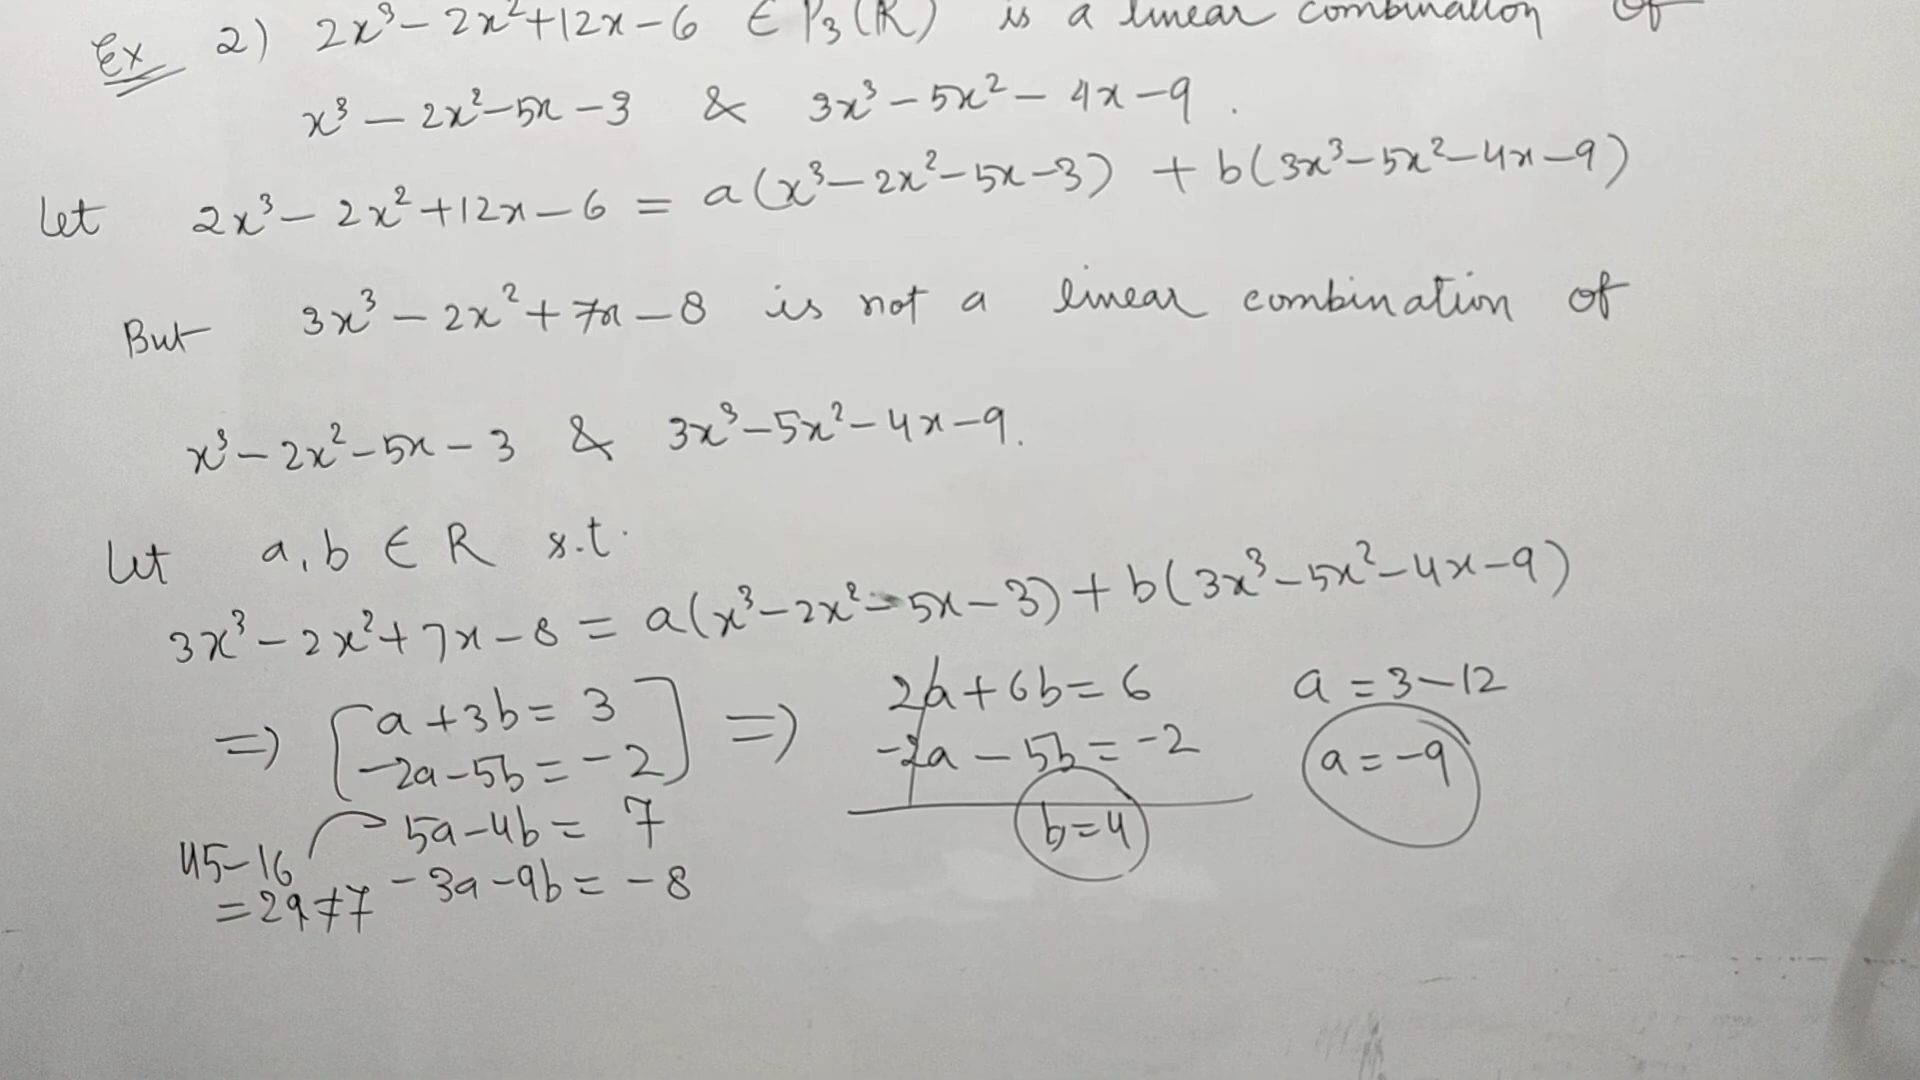 Ex 2) 2x³ - 2x² + 12x - 6 ∈ P₃(R) is a linear combination of
x³ - 2x² - 5x - 3 & 3x³ - 5x² - 4x - 9.
Let 2x³ - 2x² + 12x - 6 = a(x³ - 2x² - 5x - 3) + b(3x³ - 5x² - 4x - 9)
But 3x³ - 2x² + 7x - 8 is not a linear combination of
x³ - 2x² - 5x - 3 & 3x³ - 5x² - 4x - 9.
Let a, b ∈ R s.t.
3x³ - 2x² + 7x - 8 = a(x³ - 2x² - 5x - 3) + b(3x³ - 5x² - 4x - 9)
=> [a + 3b = 3 ] => 2a + 6b = 6 a = 3 - 12
-2a - 5b = -2 -2a - 5b = -2 a = -9
5a - 4b = 7 b = 4
45 - 16
-3a - 9b = -8
= 29 ≠ 7